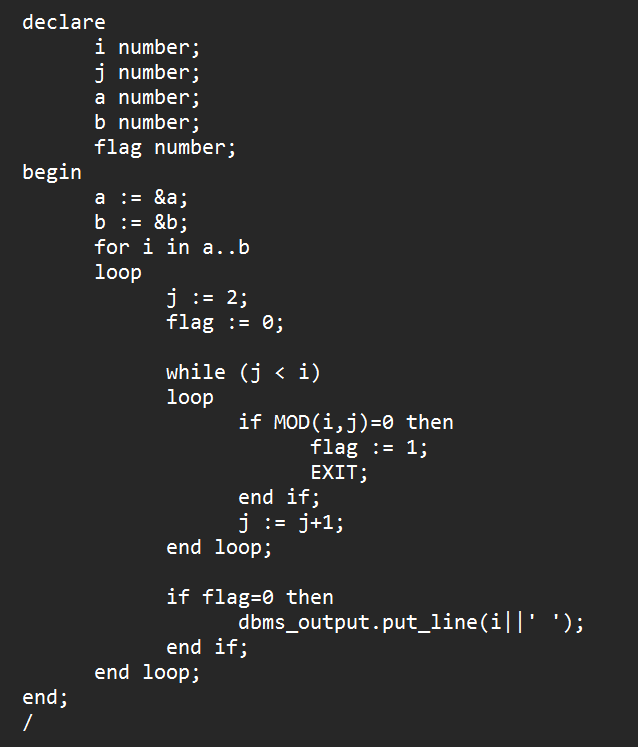 declare
i number;
j number;
a number;
b number;
flag number;
begin
a := &a;
b := &b;
for i in a..b
loop
j := 2;
flag := 0;
while (j < i)
loop
if MOD(i,j)=0 then
flag := 1;
EXIT;
end if;
j := j+1;
end loop;
if flag=0 then
dbms_output.put_line(i||' ');
end if;
end loop;
end;
/